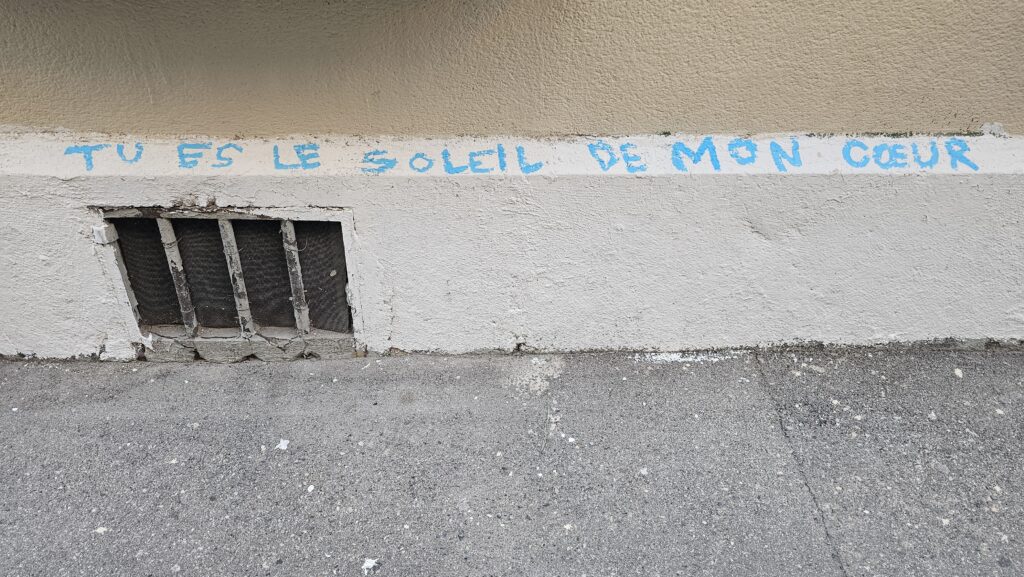 TU ES LE SOLEIL DE MON CŒUR